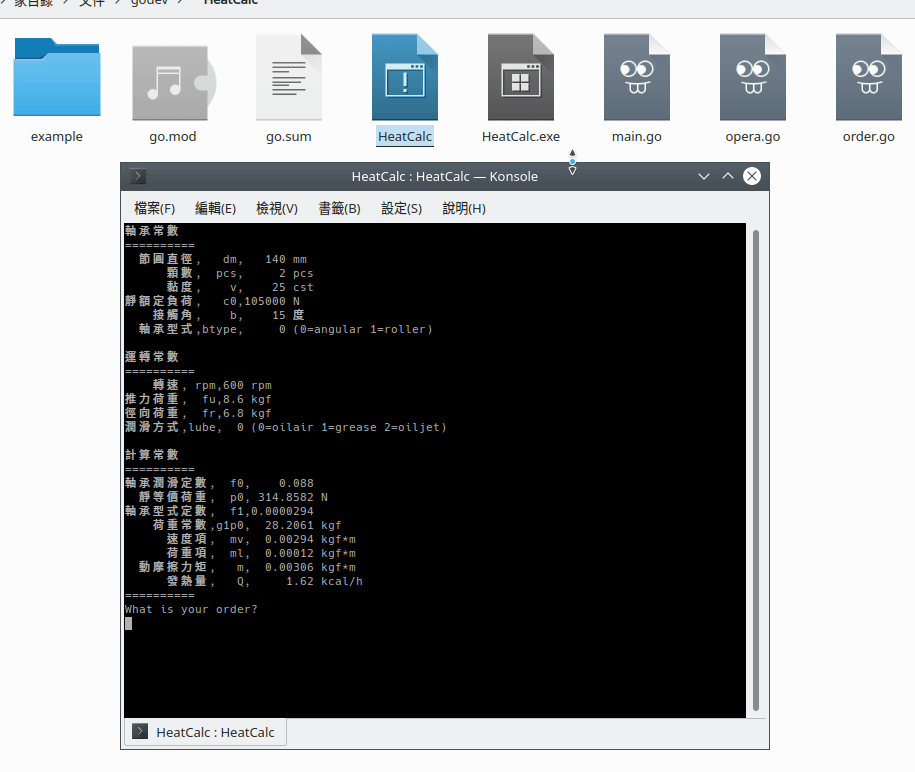 家目錄 文件 godev HeatCalc
example go.mod go.sum HeatCalc HeatCalc.exe main.go opera.go order.go
HeatCalc : HeatCalc — Konsole
檔案(F) 編輯(E) 檢視(V) 書籤(B) 設定(S) 說明(H)
軸承常數
==========
節圓直徑, dm, 140 mm
顆數, pcs, 2 pcs
黏度, v, 25 cst
靜額定負荷, c0,105000 N
接觸角, b, 15 度
軸承型式,btype, 0 (0=angular 1=roller)
運轉常數
==========
轉速, rpm,600 rpm
推力荷重, fu,8.6 kgf
徑向荷重, fr,6.8 kgf
潤滑方式,lube, 0 (0=oilair 1=grease 2=oiljet)
計算常數
==========
軸承潤滑定數, f0, 0.088
靜等價荷重, p0, 314.8582 N
軸承型式定數, f1,0.0000294
荷重常數,g1p0, 28.2061 kgf
速度項, mv, 0.00294 kgf*m
荷重項, ml, 0.00012 kgf*m
動摩擦力矩, m, 0.00306 kgf*m
發熱量, Q, 1.62 kcal/h
==========
What is your order?
HeatCalc : HeatCalc